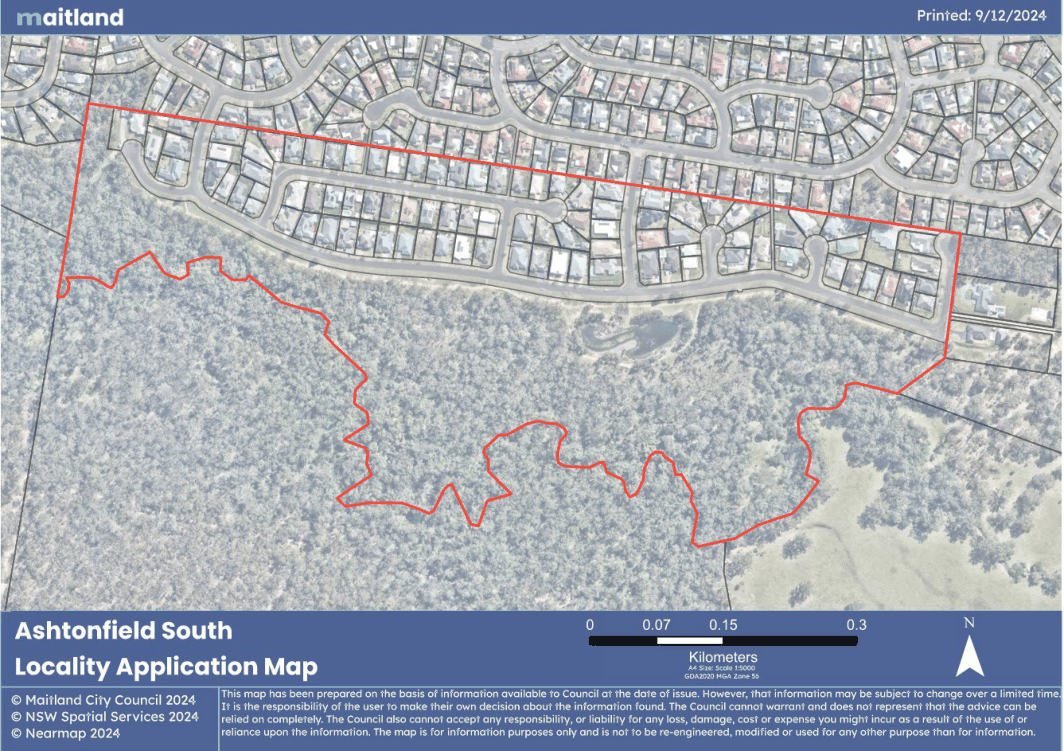 maitland
Printed: 9/12/2024
Ashtonfield South
Locality Application Map
0 0.07 0.15 0.3
Kilometers
A4 Size: Scale 1:5000
GDA2020 MGA Zone 56
N
© Maitland City Council 2024
© NSW Spatial Services 2024
© Nearmap 2024
This map has been prepared on the basis of information available to Council at the date of issue. However, that information may be subject to change over a limited time.
It is the responsibility of the user to make their own decision about the information found. The Council cannot warrant and does not represent that the advice can be
relied on completely. The Council also cannot accept any responsibility, or liability for any loss, damage, cost or expense you might incur as a result of the use of or
reliance upon the information. The map is for information purposes only and is not to be re-engineered, modified or used for any other purpose than for information.